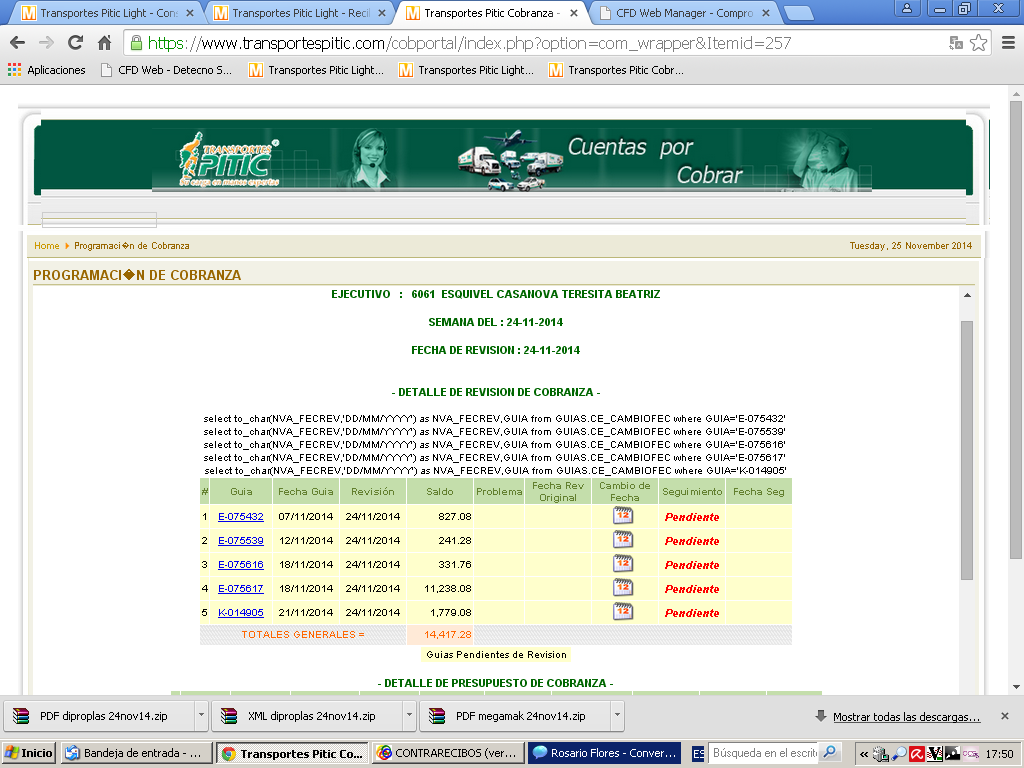 Transportes Pitic Light - Con
Transportes Pitic Light - Reci
Transportes Pitic Cobranza -
CFD Web Manager - Compro
https://www.transportespitic.com/cobportal/index.php?option=com_wrapper&Itemid=257
Aplicaciones
CFD Web - Detecno S...
Transportes Pitic Light...
Transportes Pitic Light...
Transportes Pitic Cobr...
TRANSPORTES
PITIC
Su carga en manos expertas
Cuentas por
Cobrar
Home Programaci�n de Cobranza
Tuesday, 25 November 2014
PROGRAMACI�N DE COBRANZA
EJECUTIVO : 6061 ESQUIVEL CASANOVA TERESITA BEATRIZ
SEMANA DEL : 24-11-2014
FECHA DE REVISION : 24-11-2014
- DETALLE DE REVISION DE COBRANZA -
select to_char(NVA_FECREV,'DD/MM/YYYY') as NVA_FECREV,GUIA from GUIAS.CE_CAMBIOFEC where GUIA='E-075432'
select to_char(NVA_FECREV,'DD/MM/YYYY') as NVA_FECREV,GUIA from GUIAS.CE_CAMBIOFEC where GUIA='E-075539'
select to_char(NVA_FECREV,'DD/MM/YYYY') as NVA_FECREV,GUIA from GUIAS.CE_CAMBIOFEC where GUIA='E-075616'
select to_char(NVA_FECREV,'DD/MM/YYYY') as NVA_FECREV,GUIA from GUIAS.CE_CAMBIOFEC where GUIA='E-075617'
select to_char(NVA_FECREV,'DD/MM/YYYY') as NVA_FECREV,GUIA from GUIAS.CE_CAMBIOFEC where GUIA='K-014905'
# Guia Fecha Guia Revisión Saldo Problema Fecha Rev Original Cambio de Fecha Seguimiento Fecha Seg
1 E-075432 07/11/2014 24/11/2014 827.08 12 Pendiente
2 E-075539 12/11/2014 24/11/2014 241.28 12 Pendiente
3 E-075616 18/11/2014 24/11/2014 331.76 12 Pendiente
4 E-075617 18/11/2014 24/11/2014 11,238.08 12 Pendiente
5 K-014905 21/11/2014 24/11/2014 1,779.08 12 Pendiente
TOTALES GENERALES = 14,417.28
Guias Pendientes de Revision
- DETALLE DE PRESUPUESTO DE COBRANZA -
PDF diproplas 24nov14.zip
XML diproplas 24nov14.zip
PDF megamak 24nov14.zip
Mostrar todas las descargas...
Inicio
Bandeja de entrada - ...
Transportes Pitic Co...
CONTRARECIBOS (ver...
Rosario Flores - Conver...
ES
Búsqueda en el escrito
17:50